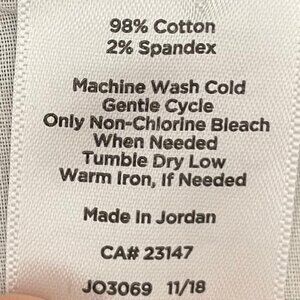 98% Cotton
2% Spandex
Machine Wash Cold
Gentle Cycle
Only Non-Chlorine Bleach
When Needed
Tumble Dry Low
Warm Iron, If Needed
Made In Jordan
CA# 23147
JO3069 11/18